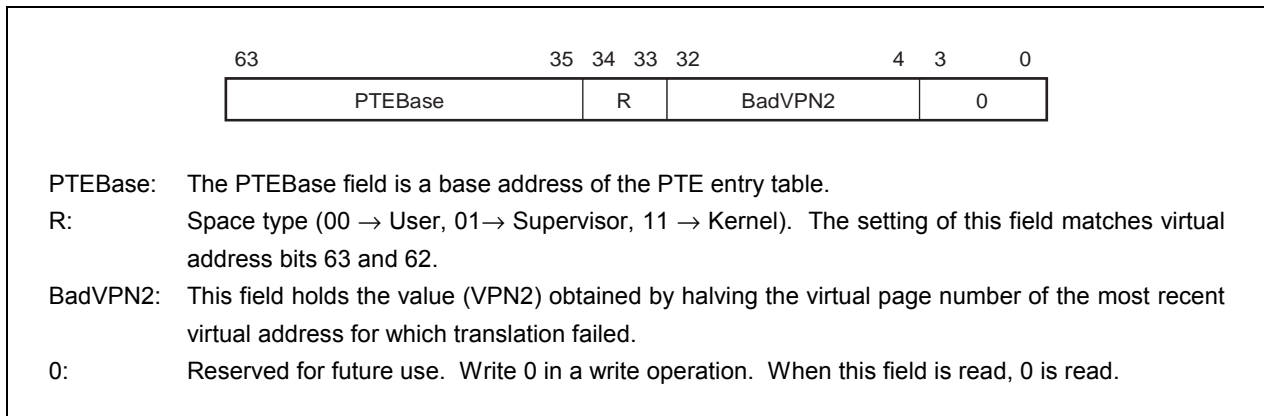 63 35 34 33 32 4 3 0
PTEBase R BadVPN2 0
PTEBase: The PTEBase field is a base address of the PTE entry table.
R: Space type (00 → User, 01→ Supervisor, 11 → Kernel). The setting of this field matches virtual
address bits 63 and 62.
BadVPN2: This field holds the value (VPN2) obtained by halving the virtual page number of the most recent
virtual address for which translation failed.
0: Reserved for future use. Write 0 in a write operation. When this field is read, 0 is read.